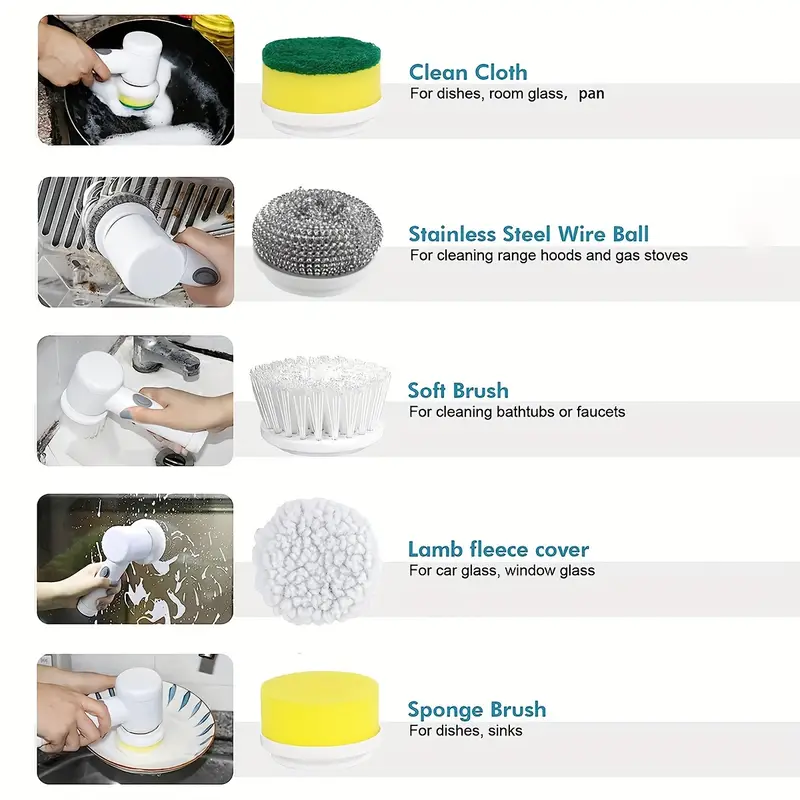 Clean Cloth
For dishes, room glass, pan
Stainless Steel Wire Ball
For cleaning range hoods and gas stoves
Soft Brush
For cleaning bathtubs or faucets
Lamb fleece cover
For car glass, window glass
Sponge Brush
For dishes, sinks